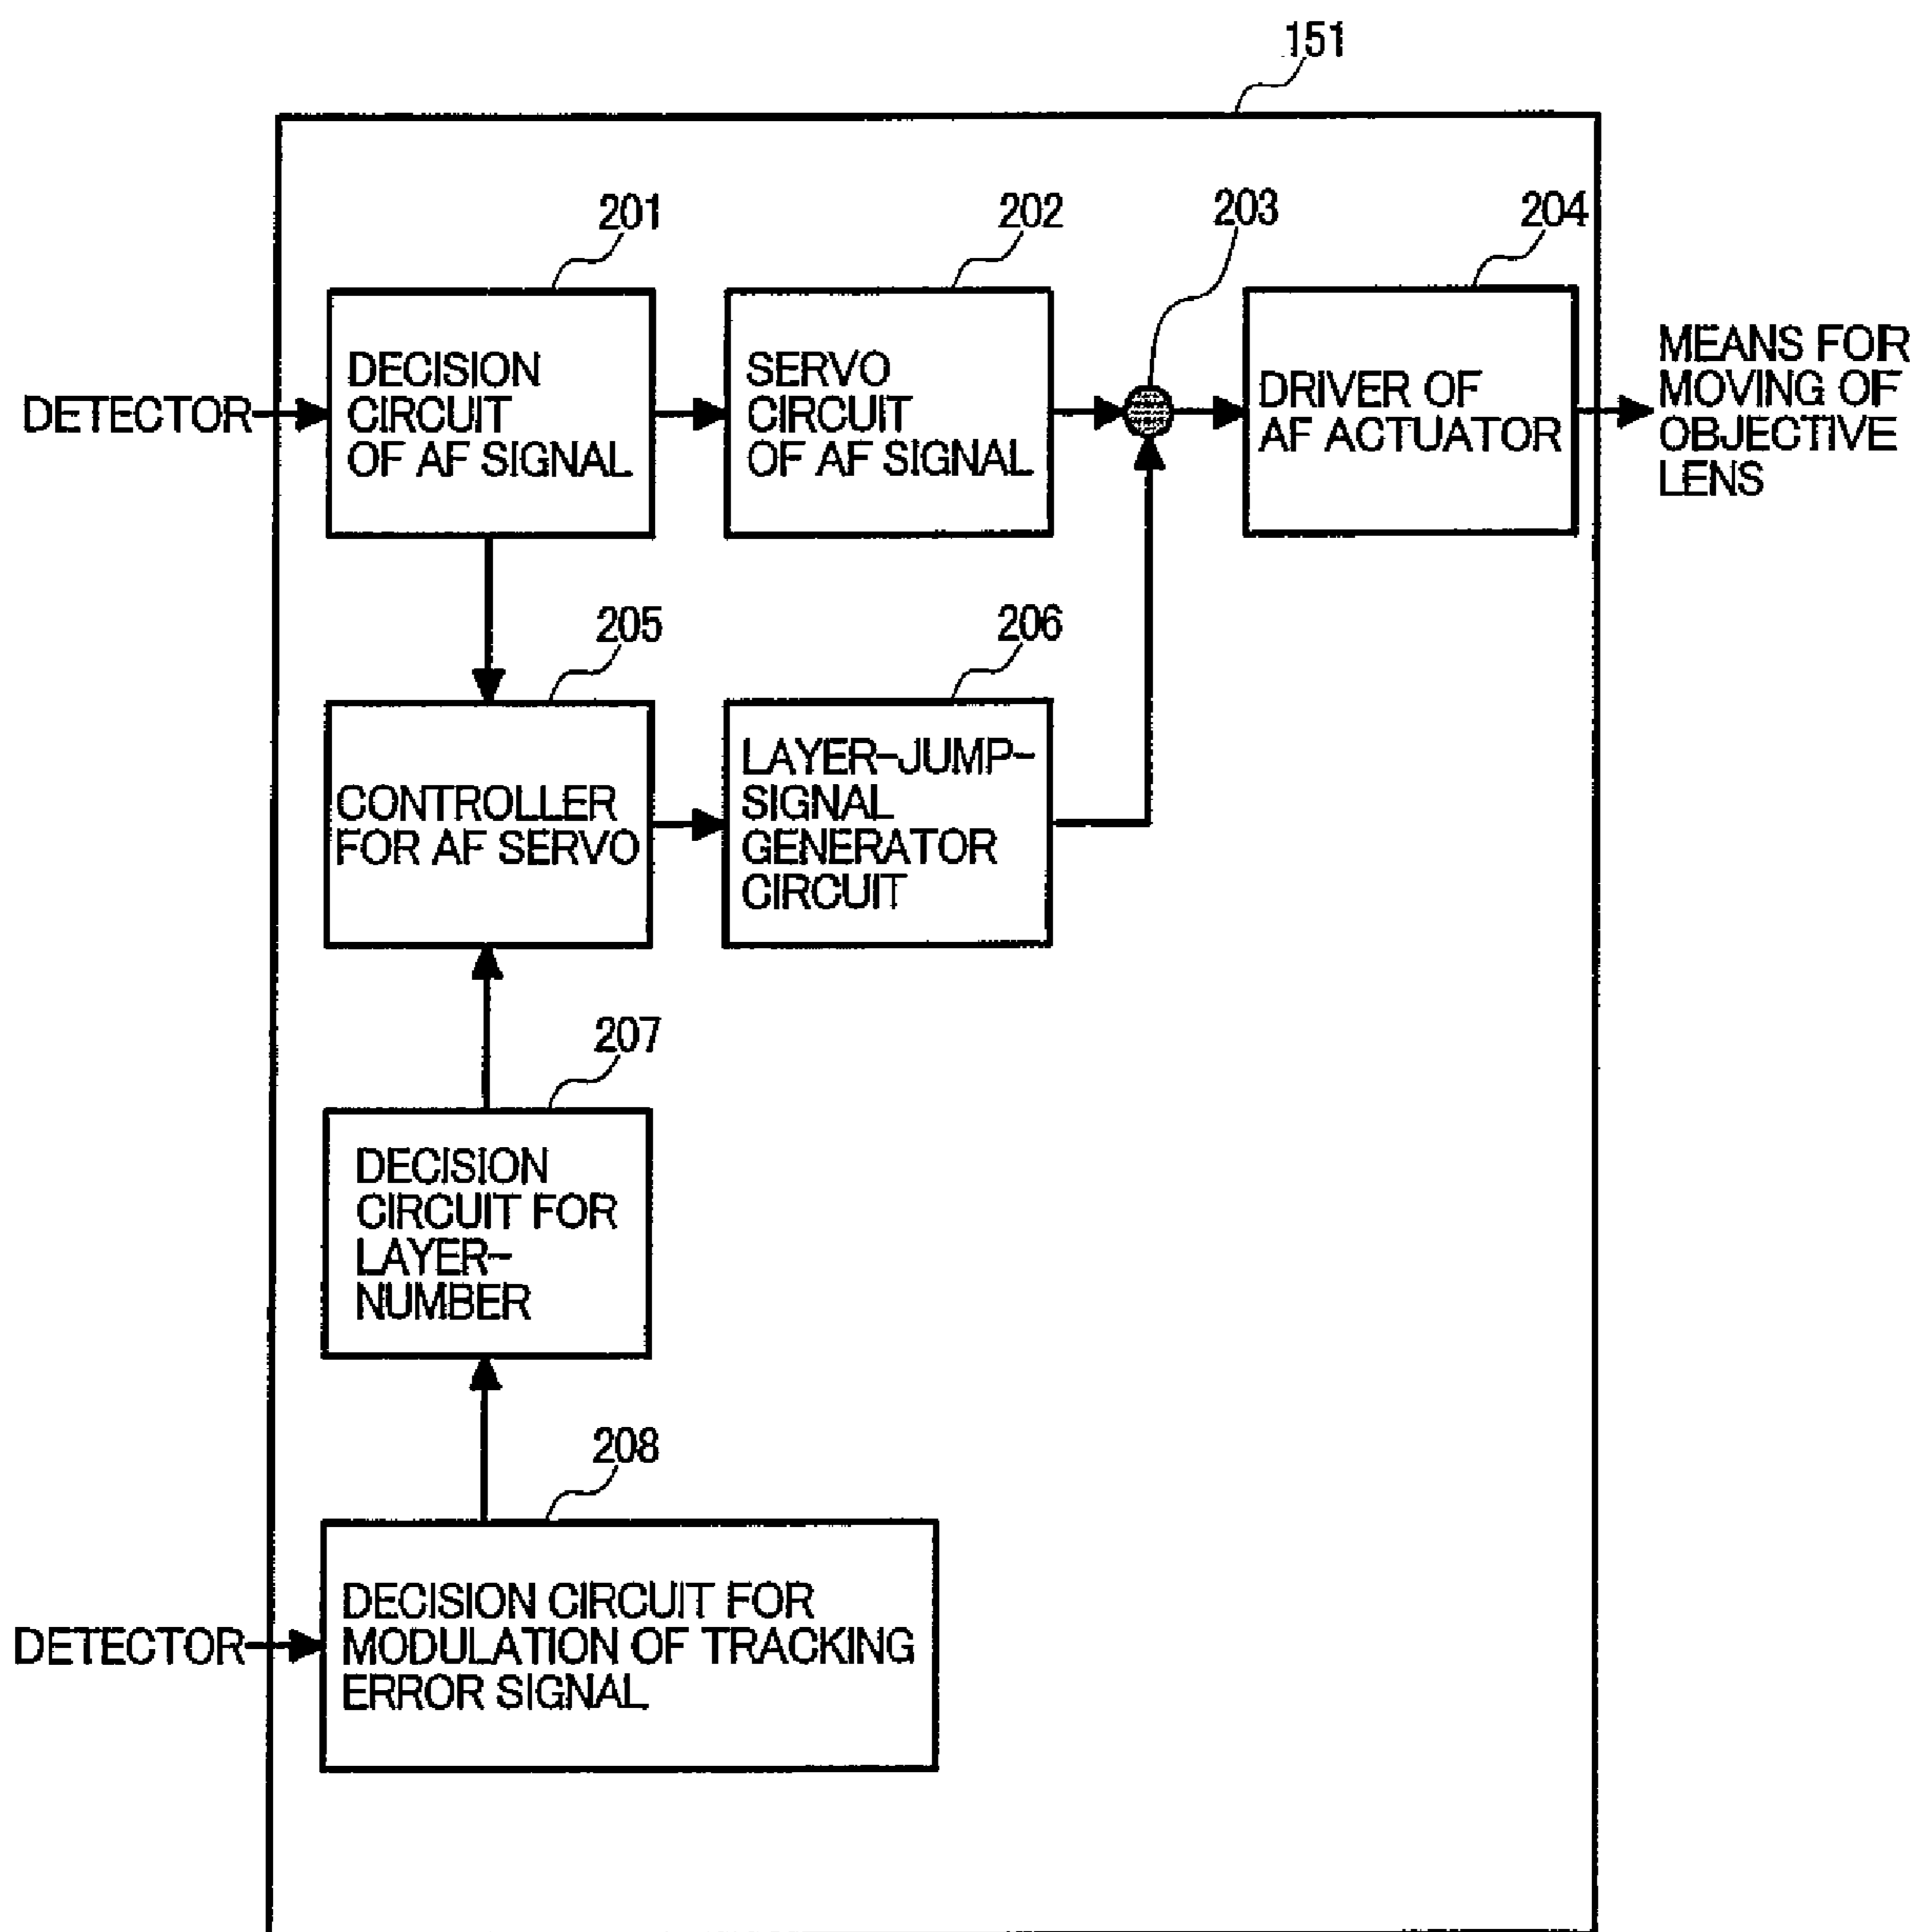 151
201
202
203
204
DETECTOR
DECISION
CIRCUIT
OF AF SIGNAL
SERVO
CIRCUIT
OF AF SIGNAL
DRIVER OF
AF ACTUATOR
MEANS FOR
MOVING OF
OBJECTIVE
LENS
205
206
CONTROLLER
FOR AF SERVO
LAYER-JUMP-
SIGNAL
GENERATOR
CIRCUIT
207
DECISION
CIRCUIT FOR
LAYER-
NUMBER
208
DETECTOR
DECISION CIRCUIT FOR
MODULATION OF TRACKING
ERROR SIGNAL